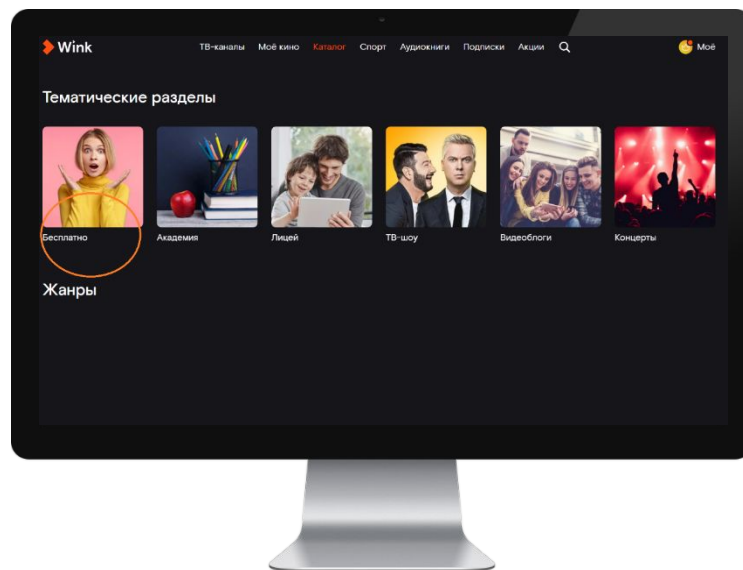 Wink ТВ-каналы Моё кино Каталог Спорт Аудиокниги Подписки Акции Моё
Тематические разделы
Бесплатно Академия Лицей ТВ-шоу Видеоблоги Концерты
Жанры